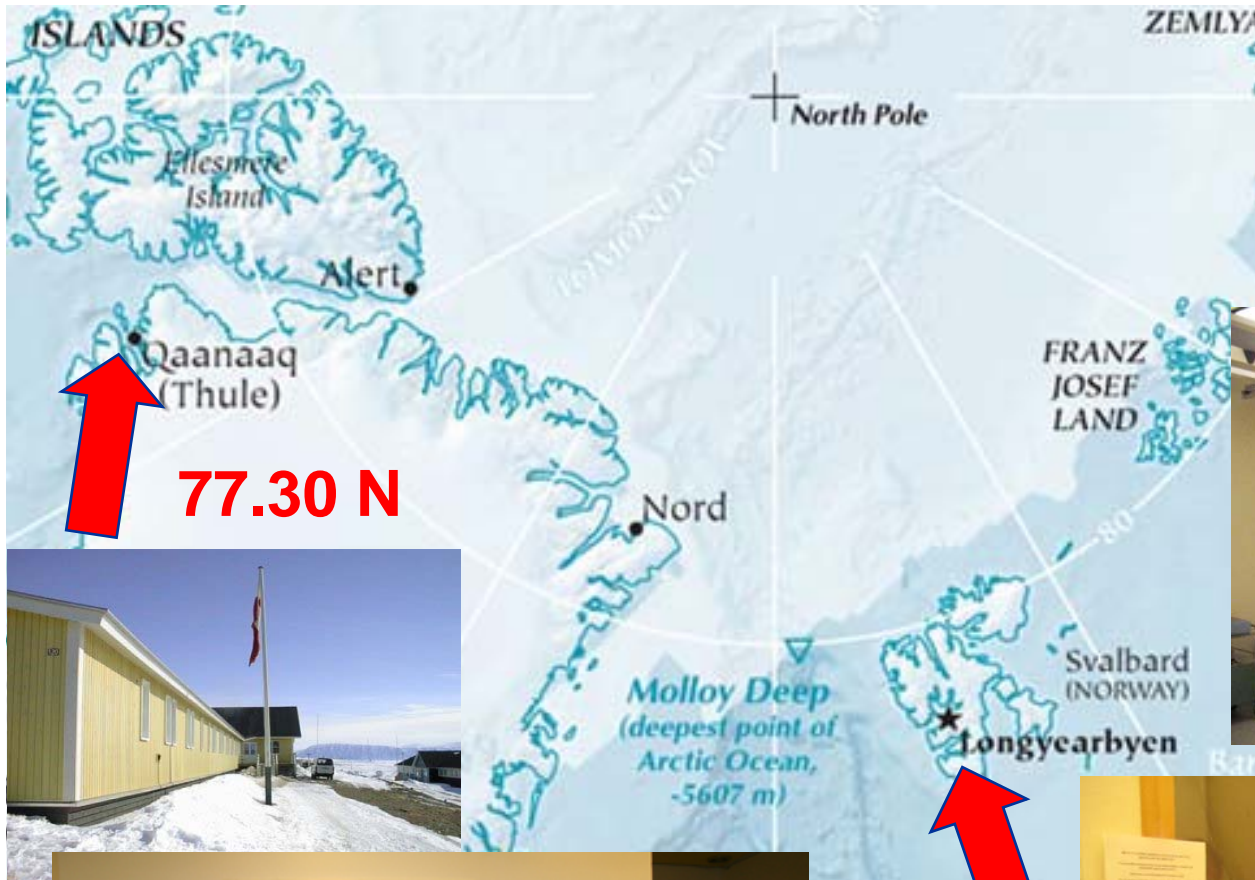 ISLANDS
ZEMLYA
North Pole
Ellesmere
Island
LOMONOSOV
Alert
Qaanaaq
(Thule)
FRANZ
JOSEF
LAND
77.30 N
Nord
80
Svalbard
(NORWAY)
Molloy Deep
(deepest point of
Arctic Ocean,
-5607 m)
Longyearbyen
Bar